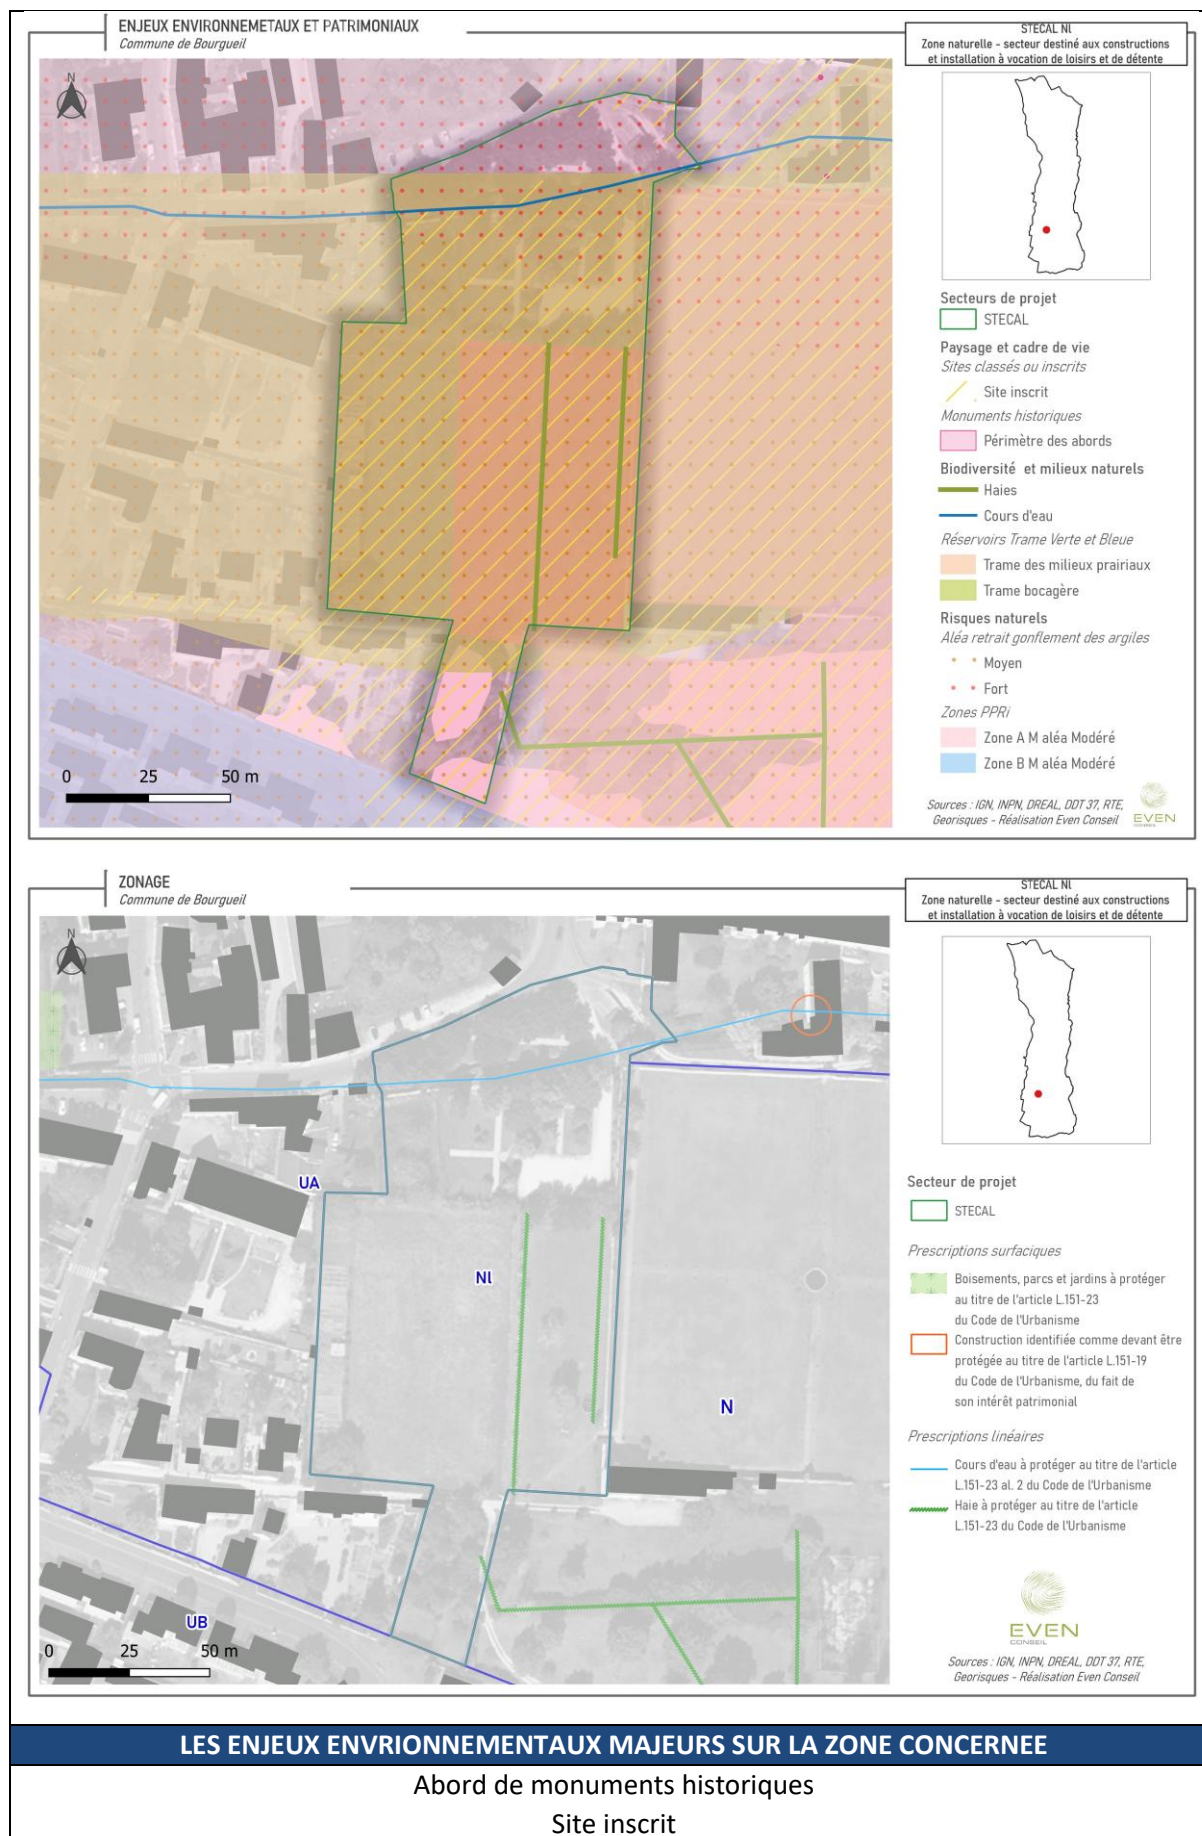 ENJEUX ENVIRONNEMETAUX ET PATRIMONIAUX
Commune de Bourgueil
STECAL Nl
Zone naturelle - secteur destiné aux constructions
et installation à vocation de loisirs et de détente
N
0 25 50 m
Secteurs de projet
STECAL
Paysage et cadre de vie
Sites classés ou inscrits
Site inscrit
Monuments historiques
Périmètre des abords
Biodiversité et milieux naturels
Haies
Cours d'eau
Réservoirs Trame Verte et Bleue
Trame des milieux prairiaux
Trame bocagère
Risques naturels
Aléa retrait gonflement des argiles
Moyen
Fort
Zones PPRi
Zone A M aléa Modéré
Zone B M aléa Modéré
Sources : IGN, INPN, DREAL, DDT 37, RTE,
Georisques - Réalisation Even Conseil
EVEN
CONSEIL
ZONAGE
Commune de Bourgueil
STECAL Nl
Zone naturelle - secteur destiné aux constructions
et installation à vocation de loisirs et de détente
N
UA
Nl
N
UB
0 25 50 m
Secteur de projet
STECAL
Prescriptions surfaciques
Boisements, parcs et jardins à protéger
au titre de l'article L.151-23
du Code de l'Urbanisme
Construction identifiée comme devant être
protégée au titre de l'article L.151-19
du Code de l'Urbanisme, du fait de
son intérêt patrimonial
Prescriptions linéaires
Cours d'eau à protéger au titre de l'article
L.151-23 al. 2 du Code de l'Urbanisme
Haie à protéger au titre de l'article
L.151-23 du Code de l'Urbanisme
EVEN
CONSEIL
Sources : IGN, INPN, DREAL, DDT 37, RTE,
Georisques - Réalisation Even Conseil
LES ENJEUX ENVRIONNEMENTAUX MAJEURS SUR LA ZONE CONCERNEE
Abord de monuments historiques
Site inscrit